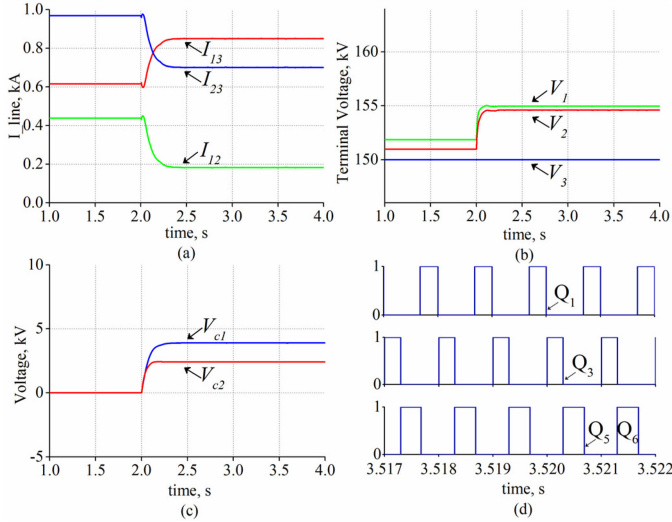 1.0
0.8
0.6
0.4
0.2
0.0
I_line, kA
I13
I23
I12
1.0 1.5 2.0 2.5 3.0 3.5 4.0
time, s
(a)
160
155
150
Terminal Voltage, kV
V1
V2
V3
1.0 1.5 2.0 2.5 3.0 3.5 4.0
time, s
(b)
10
5
0
-5
Voltage, kV
Vc1
Vc2
1.0 1.5 2.0 2.5 3.0 3.5 4.0
time, s
(c)
1
0
Q1
1
0
Q3
1
0
Q5 Q6
3.517 3.518 3.519 3.520 3.521 3.522
time, s
(d)